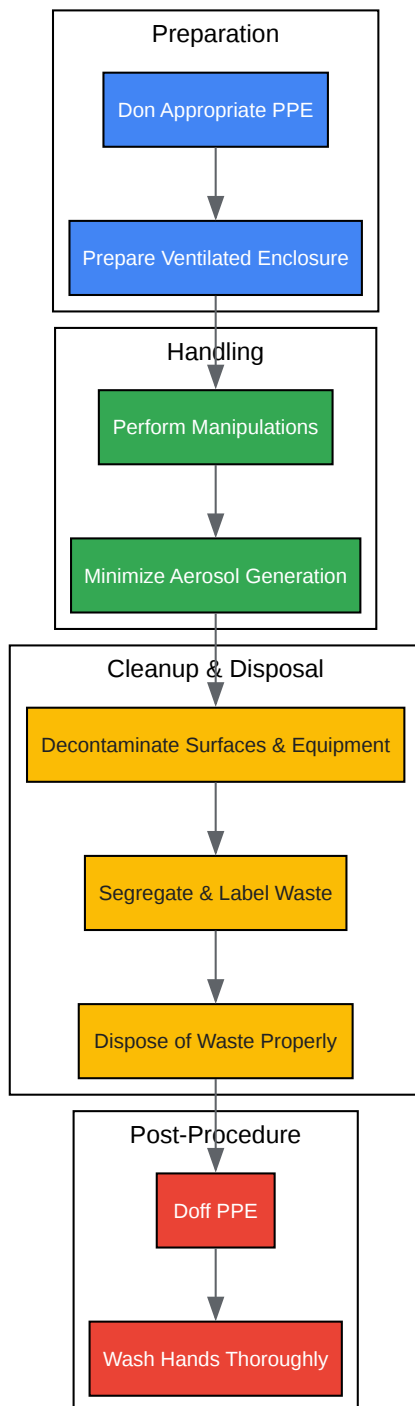 Preparation
Don Appropriate PPE
Prepare Ventilated Enclosure
Handling
Perform Manipulations
Minimize Aerosol Generation
Cleanup & Disposal
Decontaminate Surfaces & Equipment
Segregate & Label Waste
Dispose of Waste Properly
Post-Procedure
Doff PPE
Wash Hands Thoroughly